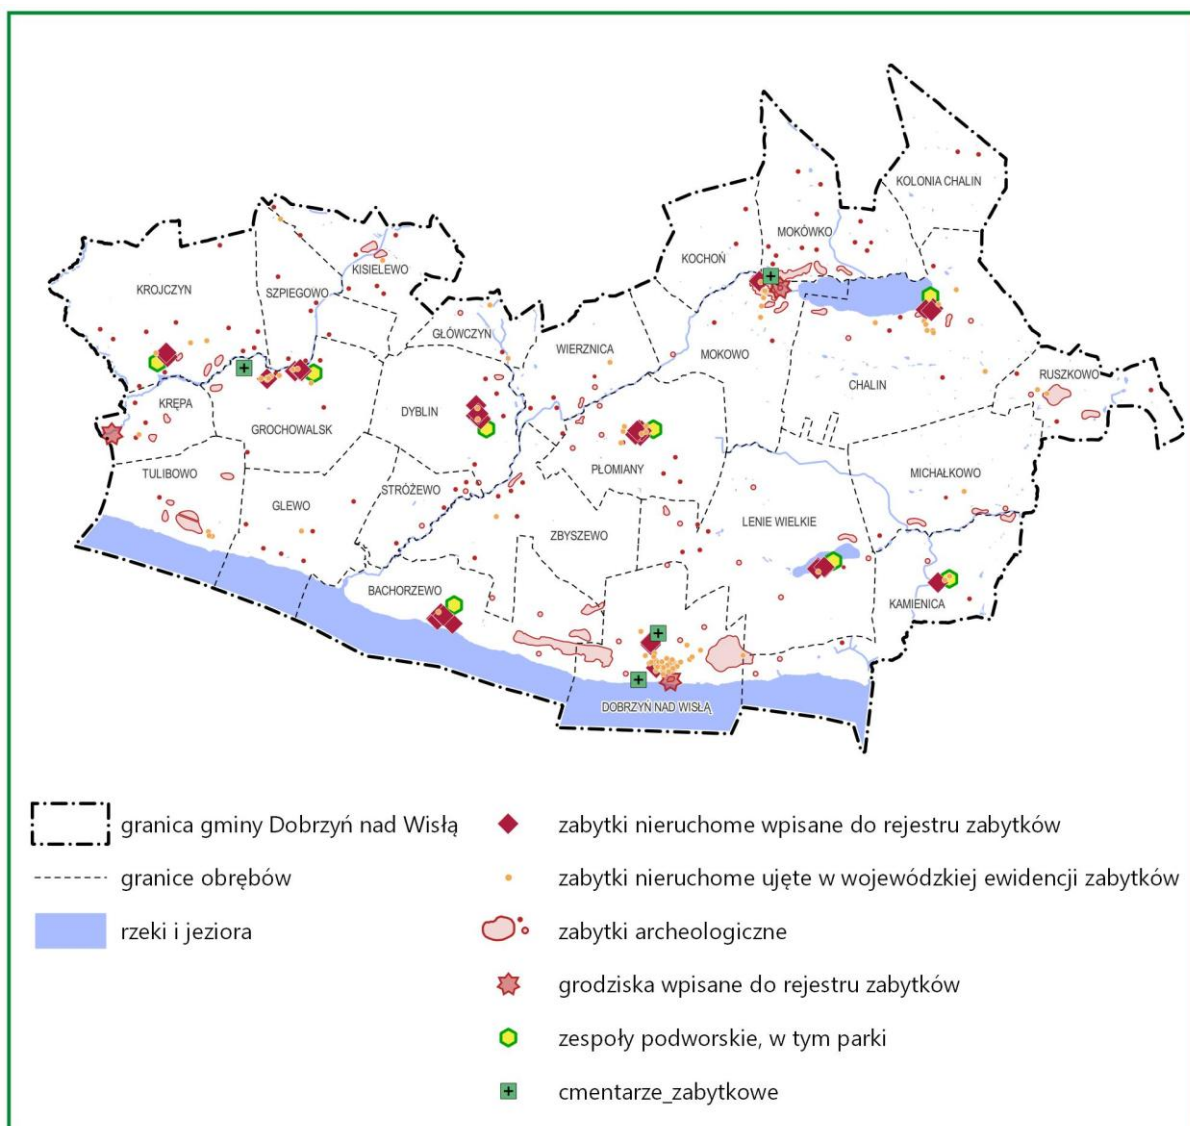 KOLONIA CHALIN
MOKÓWKO
KOCHOŃ
KISIELEWO
KROJCZYN
SZPIEGOWO
GŁÓWCZYN
WIERZNICA
MOKOWO
CHALIN
RUSZKOWO
KRĘPA
DYBLIN
GROCHOWALSK
TULIBOWO
PŁOMIANY
MICHAŁKOWO
STRÓŻEWO
GLEWO
LENIE WIELKIE
ZBYSZEWO
BACHORZEWO
KAMIENICA
DOBRZYŃ NAD WISŁĄ
granica gminy Dobrzyń nad Wisłą
granice obrębów
rzeki i jeziora
zabytki nieruchome wpisane do rejestru zabytków
zabytki nieruchome ujęte w wojewódzkiej ewidencji zabytków
zabytki archeologiczne
grodziska wpisane do rejestru zabytków
zespoły podworskie, w tym parki
cmentarze_zabytkowe